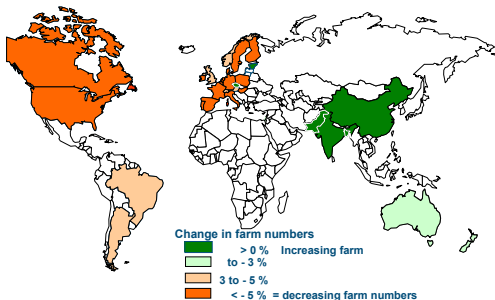 Change in farm numbers
> 0 % Increasing farm
to - 3 %
3 to - 5 %
< - 5 % = decreasing farm numbers